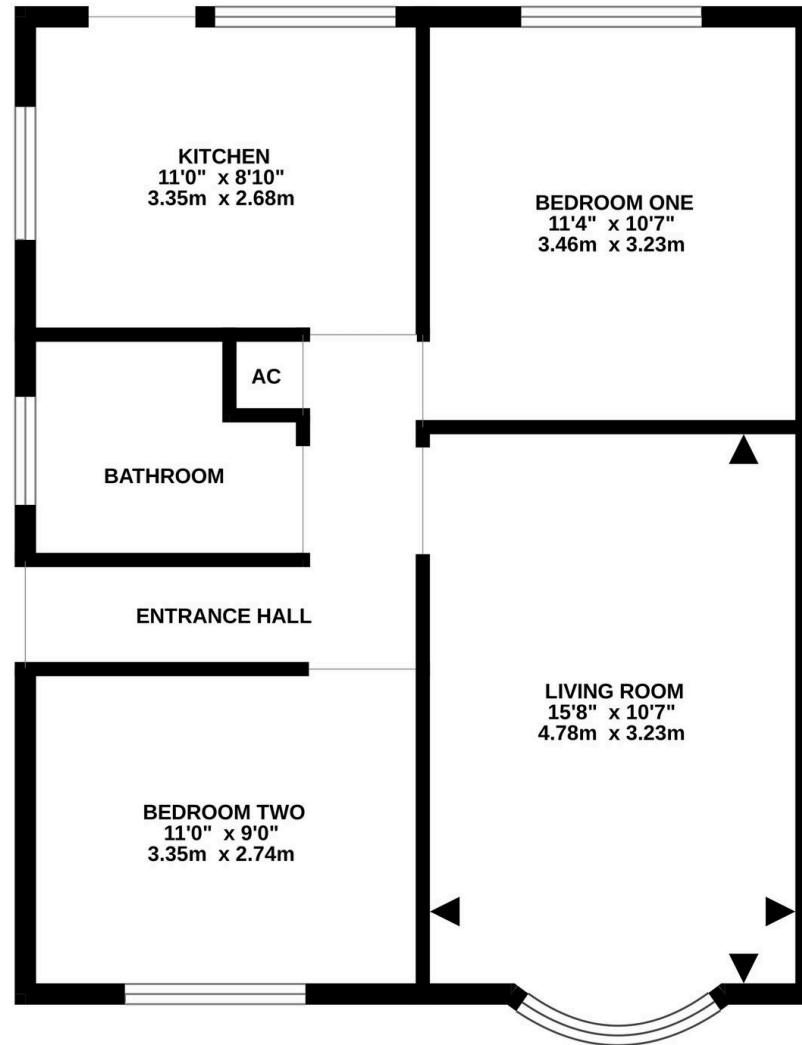 KITCHEN
11'0" x 8'10"
3.35m x 2.68m
BEDROOM ONE
11'4" x 10'7"
3.46m x 3.23m
AC
BATHROOM
ENTRANCE HALL
LIVING ROOM
15'8" x 10'7"
4.78m x 3.23m
BEDROOM TWO
11'0" x 9'0"
3.35m x 2.74m